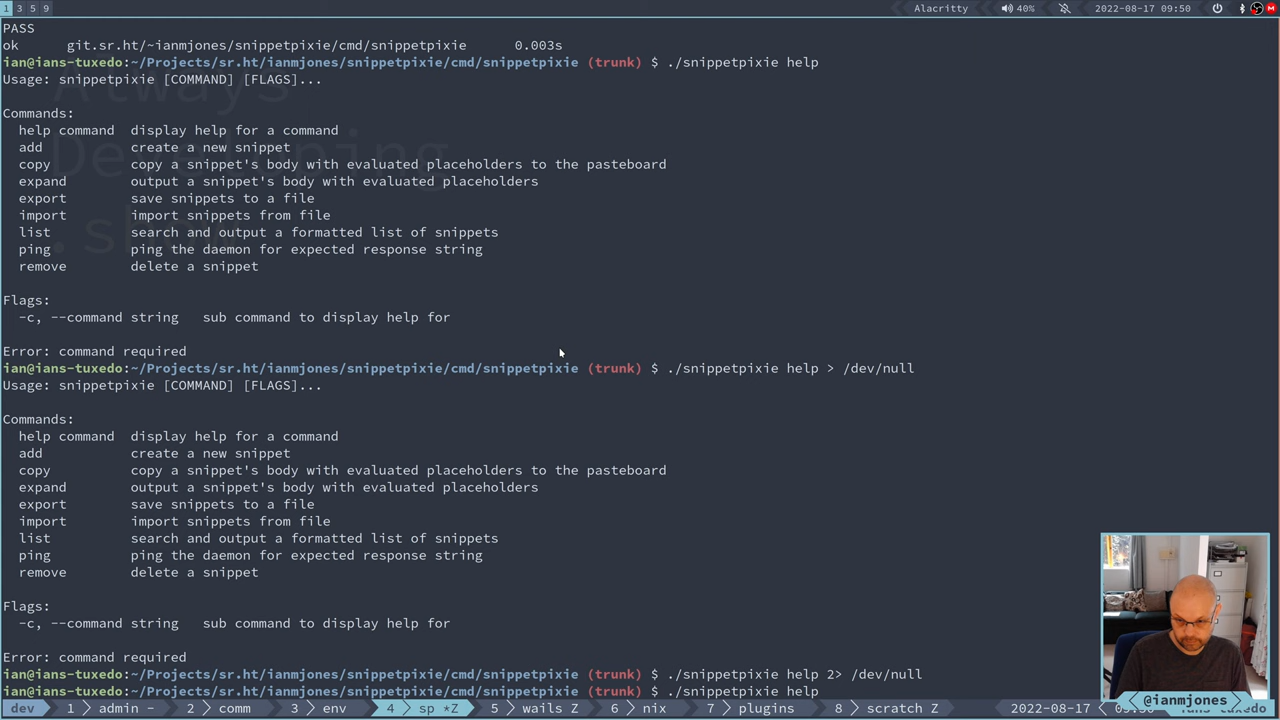 1 3 5 9
Alacritty
40%
2022-08-17 09:50
PASS
ok git.sr.ht/~ianmjones/snippetpixie/cmd/snippetpixie 0.003s
ian@ians-tuxedo:~/Projects/sr.ht/ianmjones/snippetpixie/cmd/snippetpixie (trunk) $ ./snippetpixie help
Usage: snippetpixie [COMMAND] [FLAGS]...
Always
Developing
.show
Commands:
help command display help for a command
add create a new snippet
copy copy a snippet's body with evaluated placeholders to the pasteboard
expand output a snippet's body with evaluated placeholders
export save snippets to a file
import import snippets from file
list search and output a formatted list of snippets
ping ping the daemon for expected response string
remove delete a snippet
Flags:
-c, --command string sub command to display help for
Error: command required
ian@ians-tuxedo:~/Projects/sr.ht/ianmjones/snippetpixie/cmd/snippetpixie (trunk) $ ./snippetpixie help > /dev/null
Usage: snippetpixie [COMMAND] [FLAGS]...
Commands:
help command display help for a command
add create a new snippet
copy copy a snippet's body with evaluated placeholders to the pasteboard
expand output a snippet's body with evaluated placeholders
export save snippets to a file
import import snippets from file
list search and output a formatted list of snippets
ping ping the daemon for expected response string
remove delete a snippet
Flags:
-c, --command string sub command to display help for
Error: command required
ian@ians-tuxedo:~/Projects/sr.ht/ianmjones/snippetpixie/cmd/snippetpixie (trunk) $ ./snippetpixie help 2> /dev/null
ian@ians-tuxedo:~/Projects/sr.ht/ianmjones/snippetpixie/cmd/snippetpixie (trunk) $ ./snippetpixie help
@ianmjones
dev 1 admin - 2 comm 3 env 4 sp *Z 5 wails Z 6 nix 7 plugins 8 scratch Z 2022-08-17